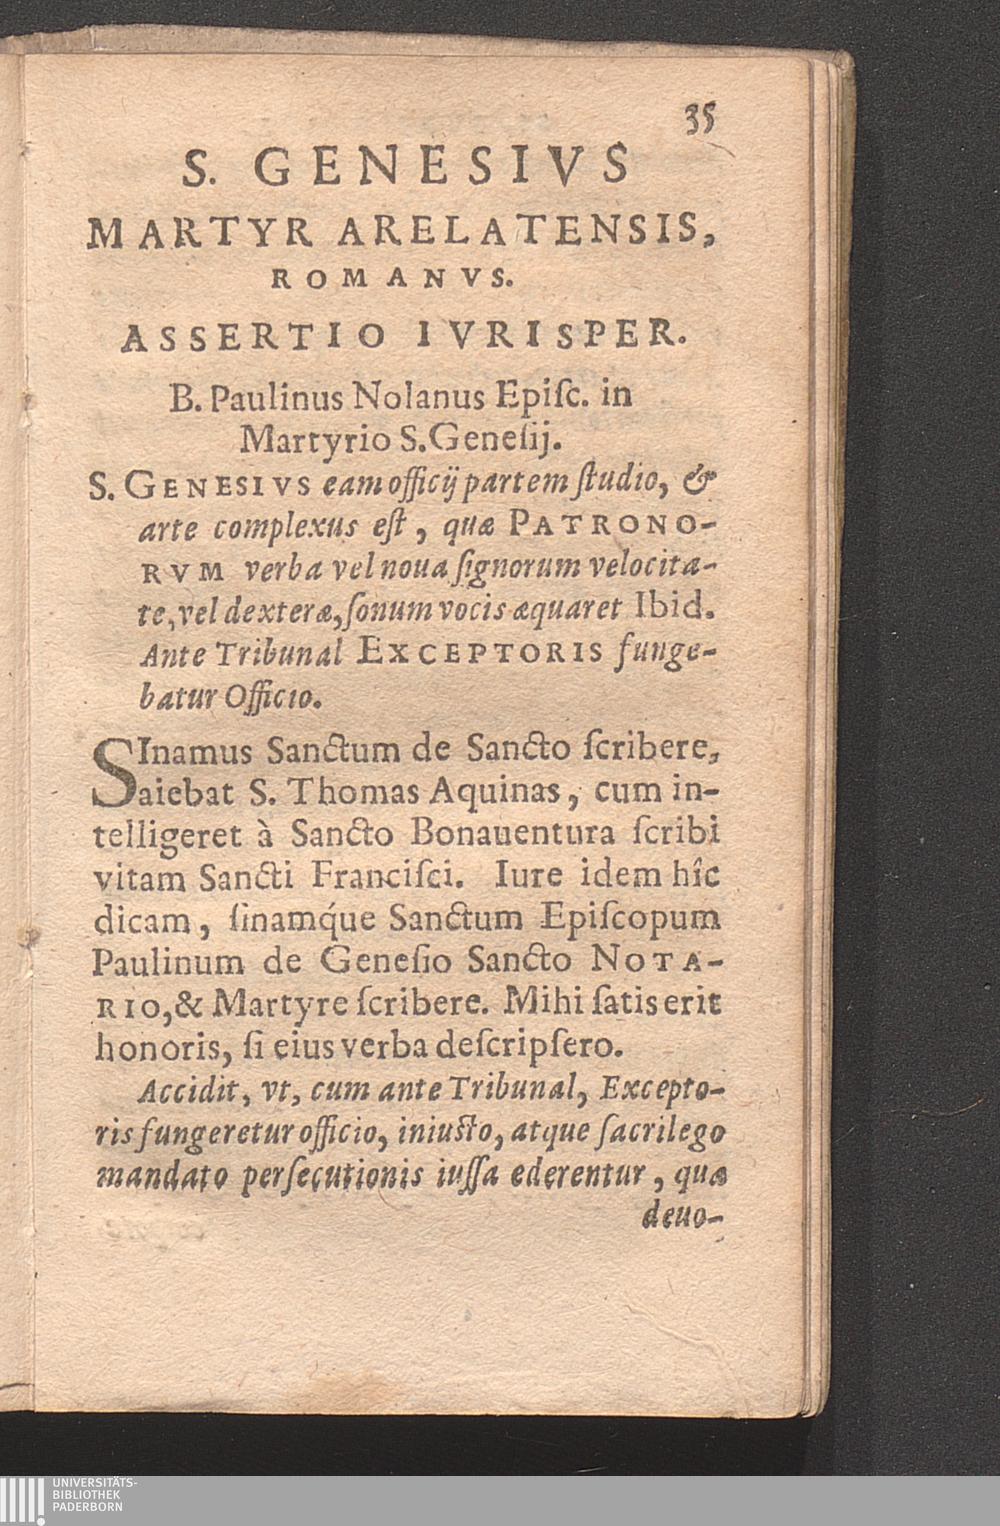 35
S. GENESIVS
MARTYR ARELATENSIS,
ROMANVS.
ASSERTIO IVRISPER.
B. Paulinus Nolanus Epiſc. in
Martyrio S. Geneſij.
S. GENESIVS eam officij partem ſtudio, &
arte complexus eſt, quæ PATRONO-
RVM verba vel noua ſignorum velocita-
te, vel dexteræ, ſonum vocis æquaret Ibid.
Ante Tribunal EXCEPTORIS funge-
batur Officio.
SInamus Sanctum de Sancto ſcribere,
aiebat S. Thomas Aquinas, cum in-
telligeret à Sancto Bonauentura ſcribi
vitam Sancti Franciſci. Iure idem hîc
dicam, ſinamq́ue Sanctum Epiſcopum
Paulinum de Geneſio Sancto NOTA-
RIO, & Martyre ſcribere. Mihi ſatis erit
honoris, ſi eius verba deſcripſero.
Accidit, vt, cum ante Tribunal, Excepto-
ris fungeretur officio, iniuſto, atque ſacrilego
mandato perſecutionis iuſſa ederentur, quæ
deuo-
UNIVERSITÄTS-
BIBLIOTHEK
PADERBORN